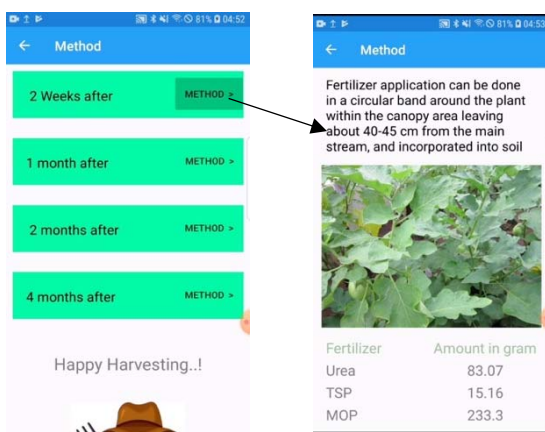 81% 04:52
Method
2 Weeks after METHOD >
1 month after METHOD >
2 months after METHOD >
4 months after METHOD >
Happy Harvesting..!
81% 04:53
Method
Fertilizer application can be done
in a circular band around the plant
within the canopy area leaving
about 40-45 cm from the main
stream, and incorporated into soil
Fertilizer Amount in gram
Urea 83.07
TSP 15.16
MOP 233.3